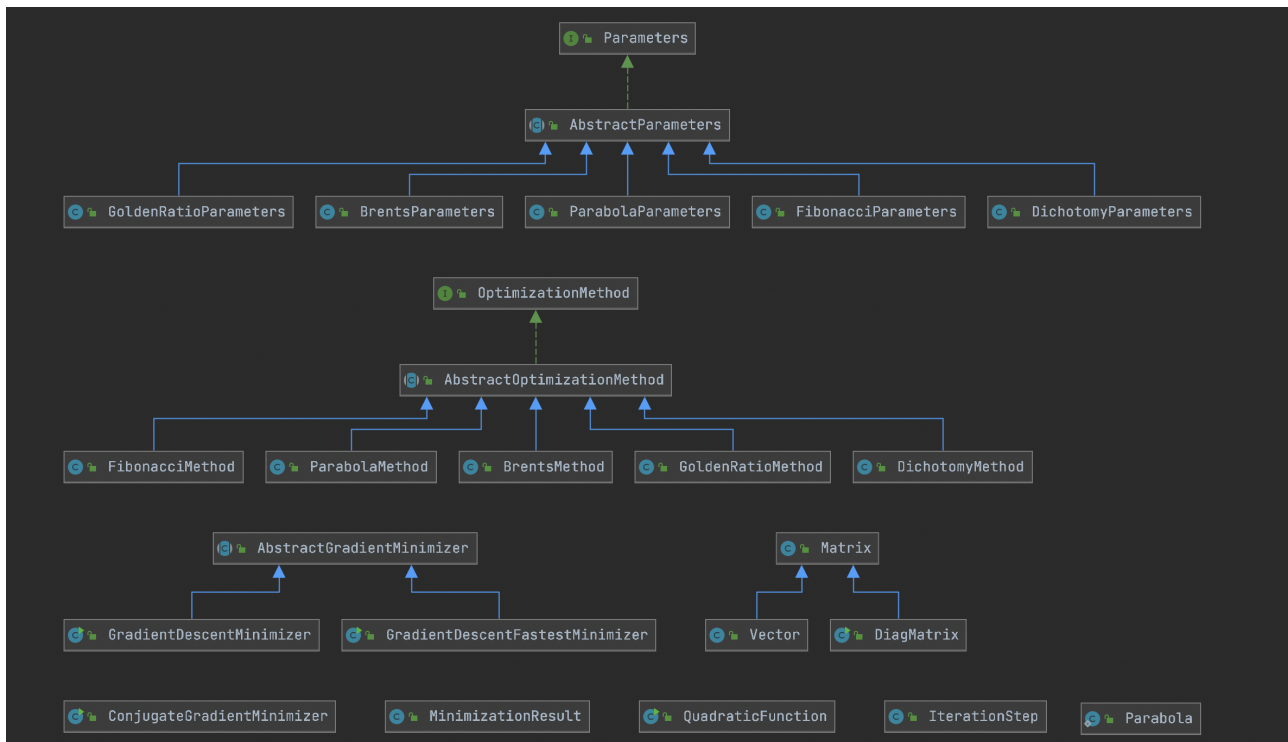 Parameters
AbstractParameters
GoldenRatioParameters
BrentsParameters
ParabolaParameters
FibonacciParameters
DichotomyParameters
OptimizationMethod
AbstractOptimizationMethod
FibonacciMethod
ParabolaMethod
BrentsMethod
GoldenRatioMethod
DichotomyMethod
AbstractGradientMinimizer
Matrix
GradientDescentMinimizer
GradientDescentFastestMinimizer
Vector
DiagMatrix
ConjugateGradientMinimizer
MinimizationResult
QuadraticFunction
IterationStep
Parabola